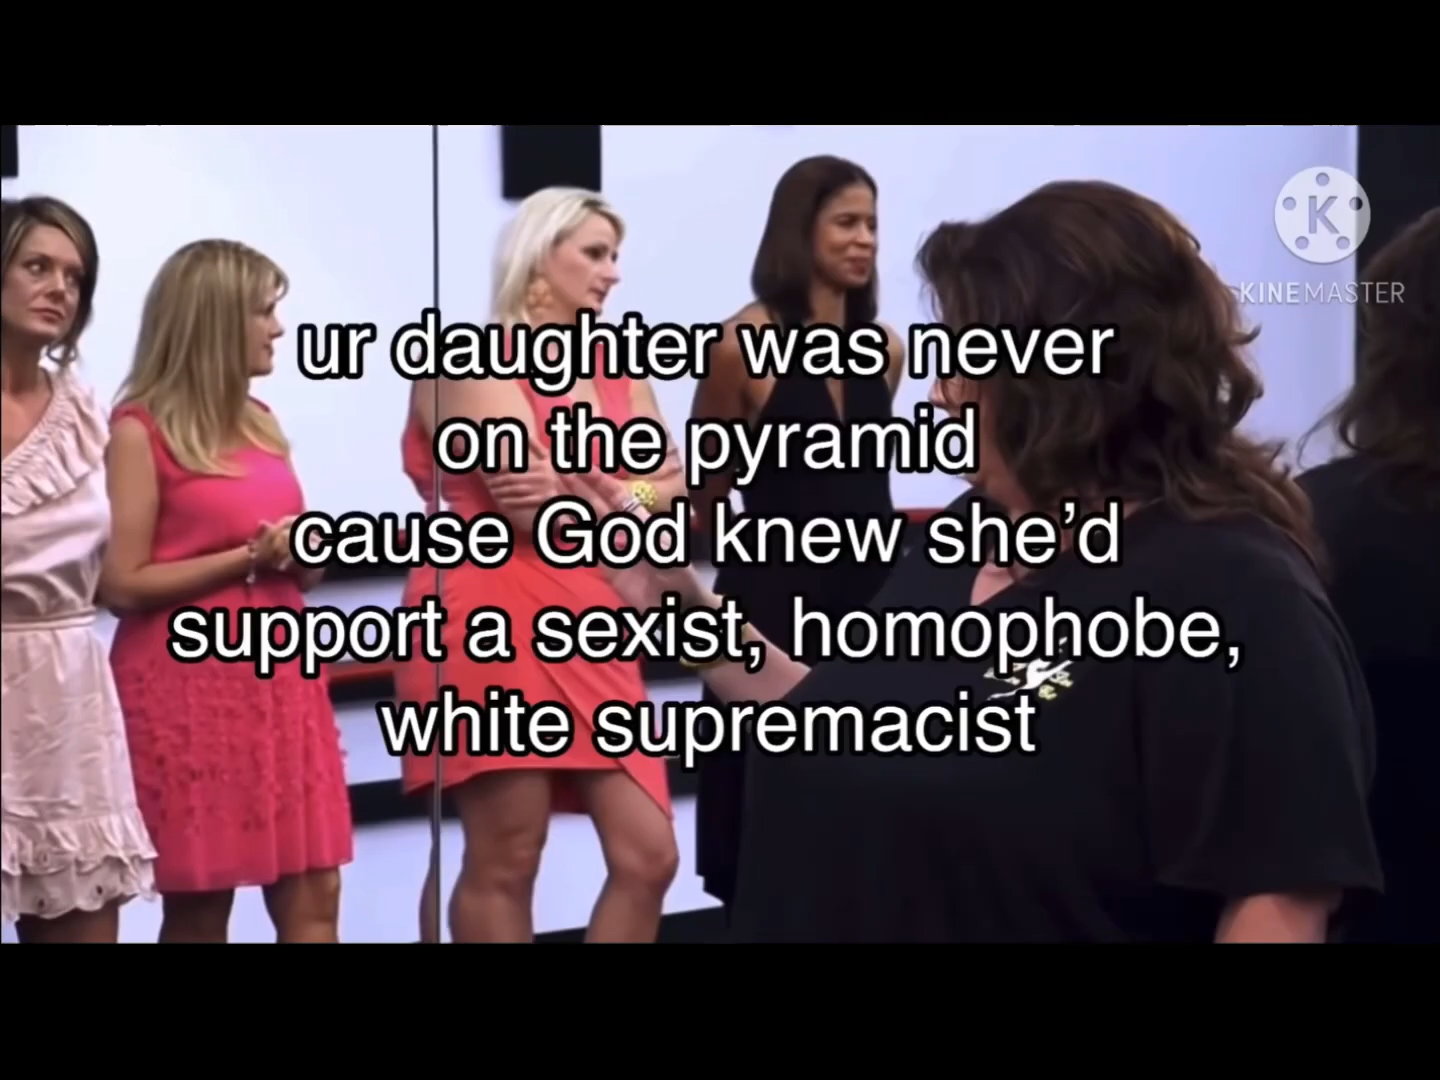 K
KINEMASTER
ur daughter was never
on the pyramid
cause God knew she’d
support a sexist, homophobe,
white supremacist